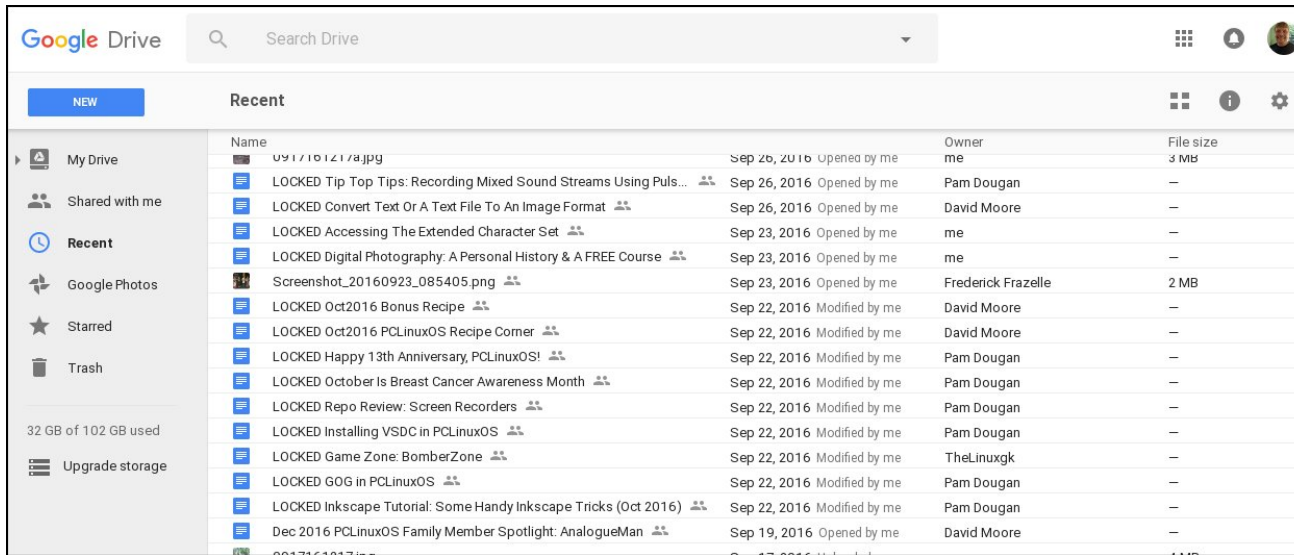 Google Drive
Search Drive
NEW
Recent
My Drive
Shared with me
Recent
Google Photos
Starred
Trash
32 GB of 102 GB used
Upgrade storage
Name Owner File size
0917161217a.jpg Sep 26, 2016 Opened by me me 3 MB
LOCKED Tip Top Tips: Recording Mixed Sound Streams Using Puls... Sep 26, 2016 Opened by me Pam Dougan –
LOCKED Convert Text Or A Text File To An Image Format Sep 26, 2016 Opened by me David Moore –
LOCKED Accessing The Extended Character Set Sep 23, 2016 Opened by me me –
LOCKED Digital Photography: A Personal History & A FREE Course Sep 23, 2016 Opened by me me –
Screenshot_20160923_085405.png Sep 23, 2016 Opened by me Frederick Frazelle 2 MB
LOCKED Oct2016 Bonus Recipe Sep 22, 2016 Modified by me David Moore –
LOCKED Oct2016 PCLinuxOS Recipe Corner Sep 22, 2016 Modified by me David Moore –
LOCKED Happy 13th Anniversary, PCLinuxOS! Sep 22, 2016 Modified by me Pam Dougan –
LOCKED October Is Breast Cancer Awareness Month Sep 22, 2016 Modified by me Pam Dougan –
LOCKED Repo Review: Screen Recorders Sep 22, 2016 Modified by me Pam Dougan –
LOCKED Installing VSDC in PCLinuxOS Sep 22, 2016 Modified by me Pam Dougan –
LOCKED Game Zone: BomberZone Sep 22, 2016 Modified by me TheLinuxgk –
LOCKED GOG in PCLinuxOS Sep 22, 2016 Modified by me Pam Dougan –
LOCKED Inkscape Tutorial: Some Handy Inkscape Tricks (Oct 2016) Sep 22, 2016 Modified by me Pam Dougan –
Dec 2016 PCLinuxOS Family Member Spotlight: AnalogueMan Sep 19, 2016 Opened by me David Moore –